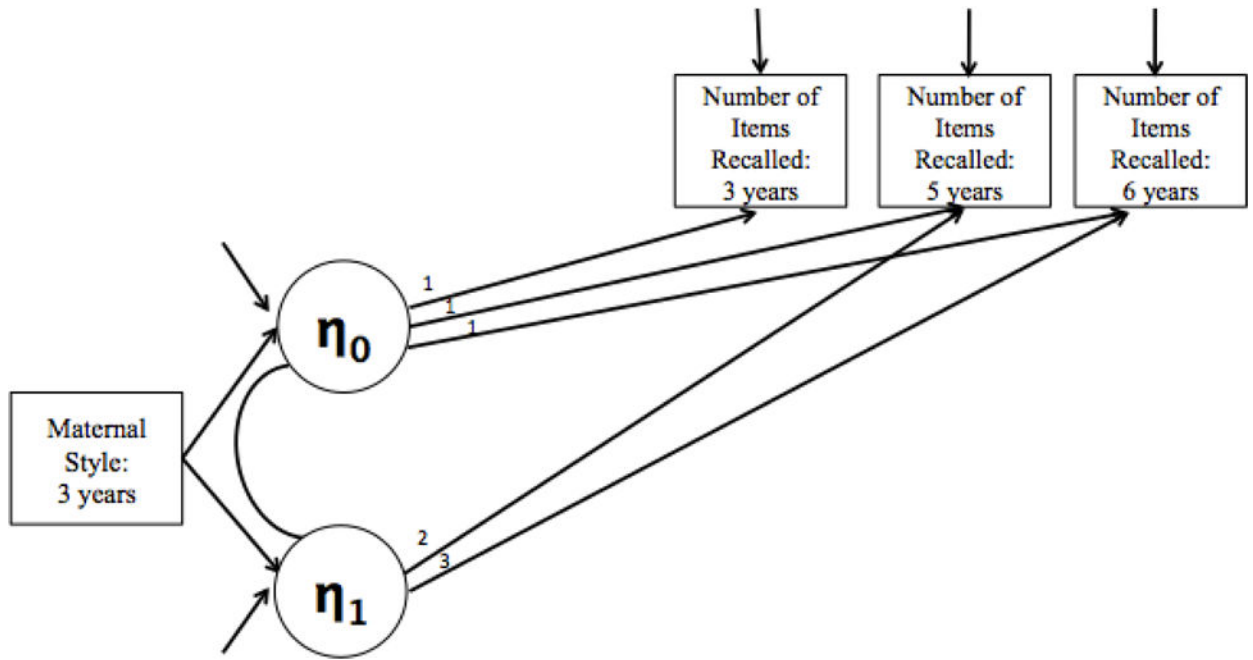 Number of
Items
Recalled:
3 years
Number of
Items
Recalled:
5 years
Number of
Items
Recalled:
6 years
1
1
1
η0
Maternal
Style:
3 years
2
3
η1